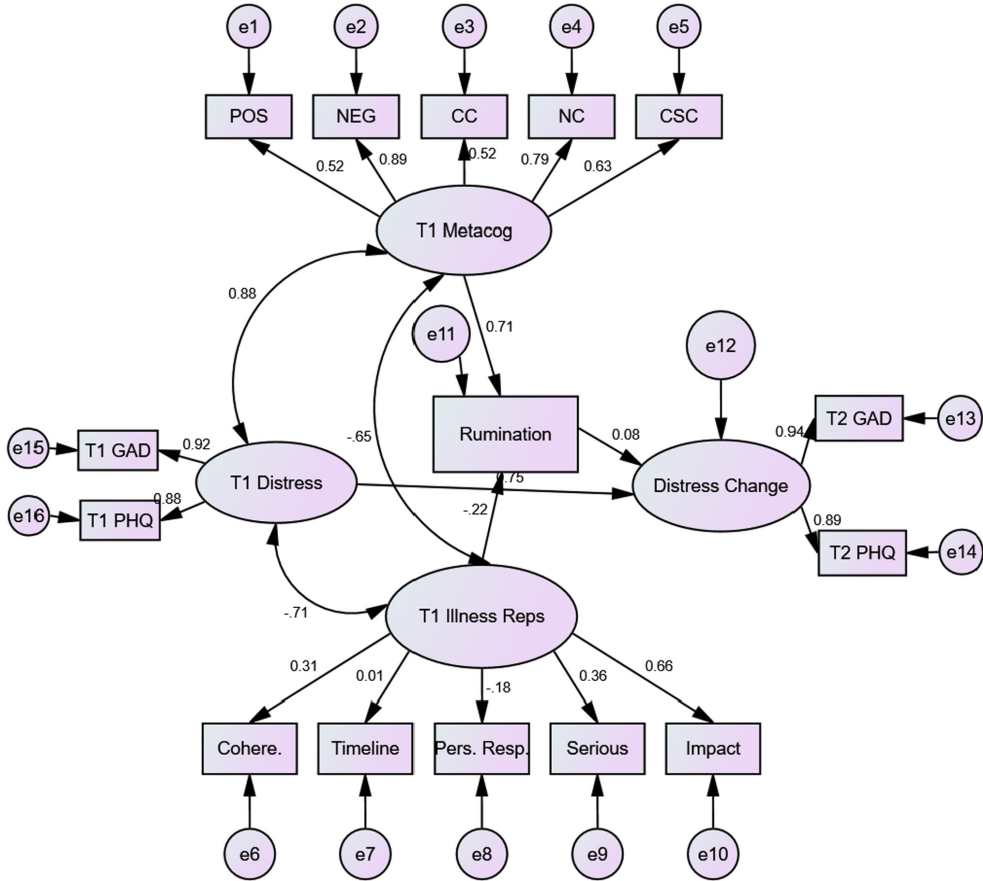 e1
e2
e3
e4
e5
POS
NEG
CC
NC
CSC
0.52
0.89
0.52
0.79
0.63
T1 Metacog
0.88
0.71
e11
e12
-.65
Rumination
0.08
T2 GAD
e13
0.94
e15
T1 GAD
0.92
T1 Distress
0.75
Distress Change
e16
T1 PHQ
0.88
-.22
0.89
T2 PHQ
e14
-.71
T1 Illness Reps
0.31
0.01
-.18
0.36
0.66
Cohere.
Timeline
Pers. Resp.
Serious
Impact
e6
e7
e8
e9
e10